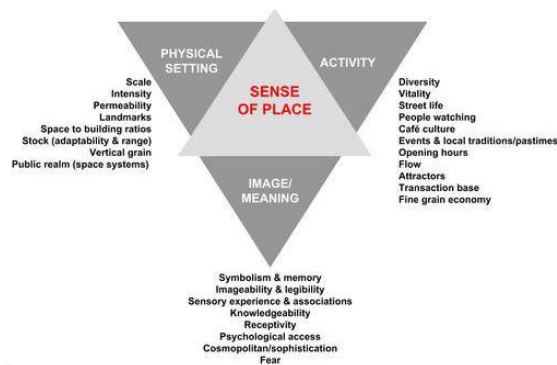 PHYSICAL
SETTING
ACTIVITY
SENSE
OF PLACE
IMAGE/
MEANING
Scale
Intensity
Permeability
Landmarks
Space to building ratios
Stock (adaptability & range)
Vertical grain
Public realm (space systems)
Diversity
Vitality
Street life
People watching
Café culture
Events & local traditions/pastimes
Opening hours
Flow
Attractors
Transaction base
Fine grain economy
Symbolism & memory
Imageability & legibility
Sensory experience & associations
Knowledgeability
Receptivity
Psychological access
Cosmopolitan/sophistication
Fear